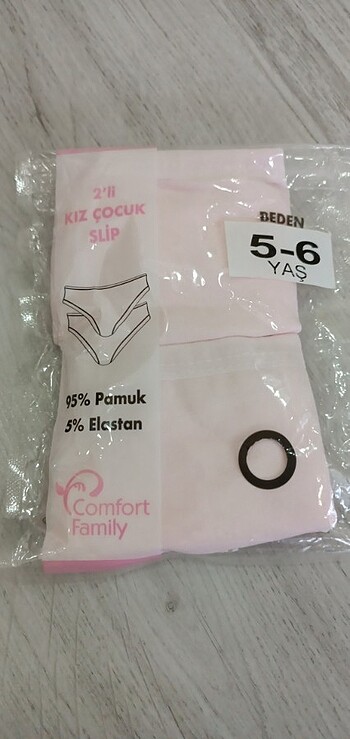 2'li
KIZ ÇOCUK
SLİP
BEDEN
5-6
YAŞ
95% Pamuk
5% Elastan
Comfort
Family